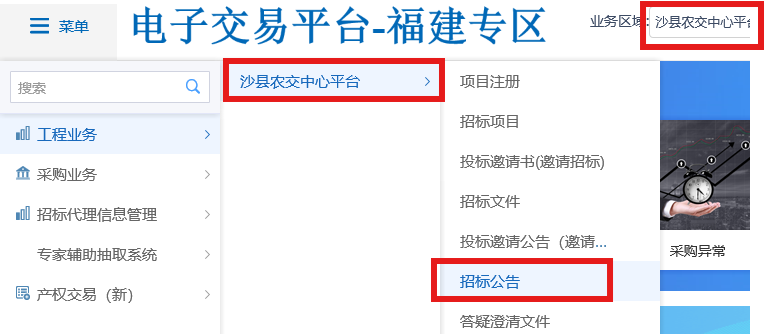 菜单
电子交易平台-福建专区
业务区域:
沙县农交中心平台
搜索
工程业务
采购业务
招标代理信息管理
专家辅助抽取系统
产权交易（新）
沙县农交中心平台
项目注册
招标项目
投标邀请书(邀请招标)
招标文件
投标邀请公告（邀请...
招标公告
答疑澄清文件
采购异常